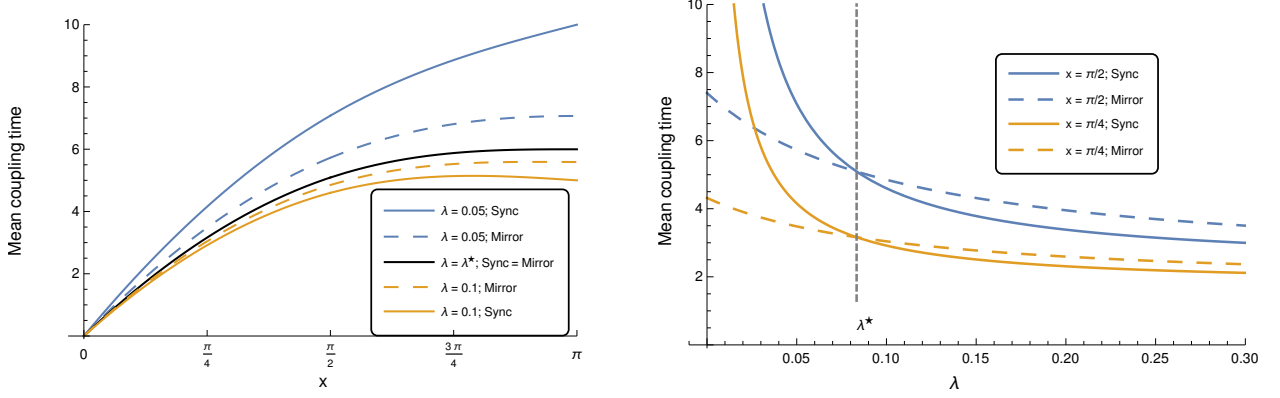 Mean coupling time
10
8
6
4
2
0
π/4
π/2
3π/4
π
x
λ = 0.05; Sync
λ = 0.05; Mirror
λ = λ★; Sync = Mirror
λ = 0.1; Mirror
λ = 0.1; Sync
Mean coupling time
10
8
6
4
2
0.05
0.10
0.15
0.20
0.25
0.30
λ
λ★
x = π/2; Sync
x = π/2; Mirror
x = π/4; Sync
x = π/4; Mirror